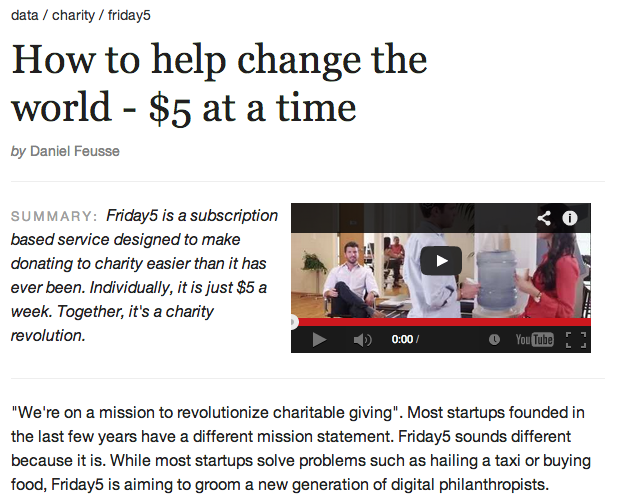 data / charity / friday5
How to help change the
world - $5 at a time
by Daniel Feusse
SUMMARY: Friday5 is a subscription
based service designed to make
donating to charity easier than it has
ever been. Individually, it is just $5 a
week. Together, it's a charity
revolution.
0:00 /
YouTube
"We're on a mission to revolutionize charitable giving". Most startups founded in
the last few years have a different mission statement. Friday5 sounds different
because it is. While most startups solve problems such as hailing a taxi or buying
food, Friday5 is aiming to groom a new generation of digital philanthropists.